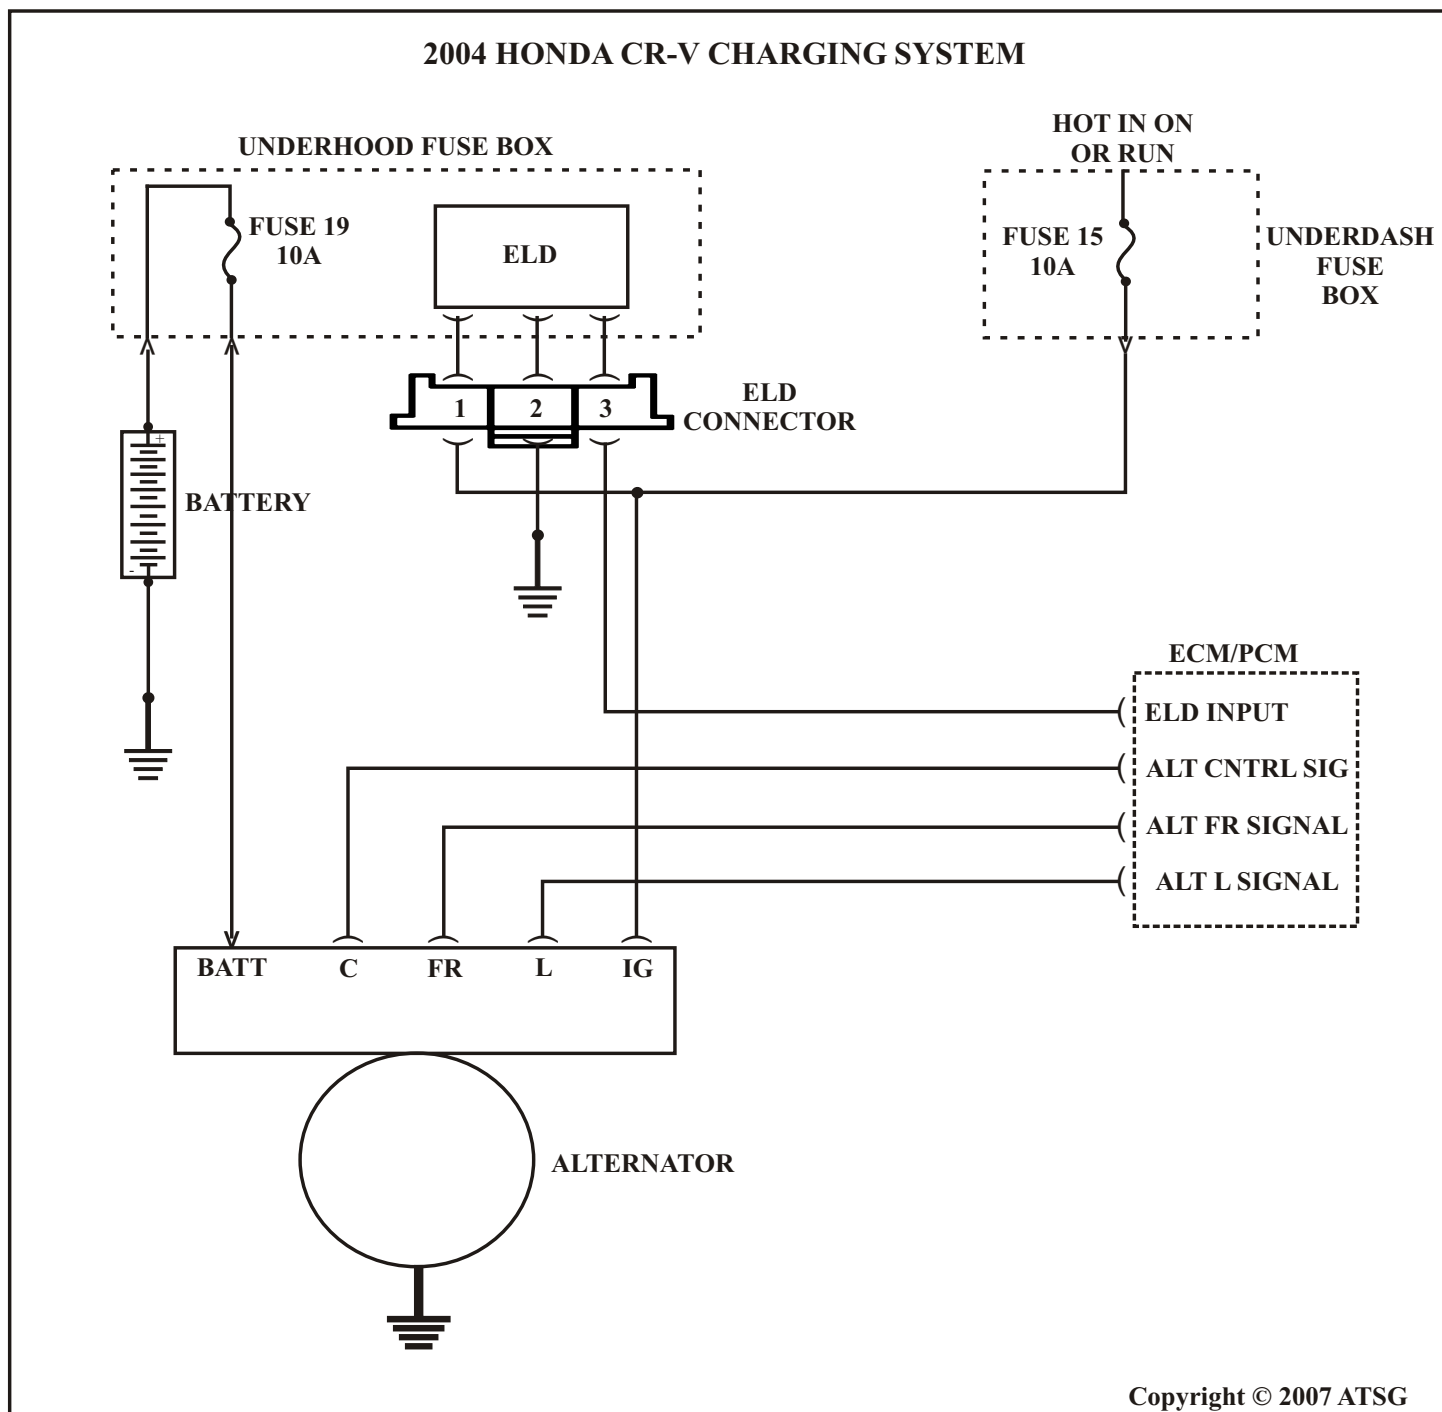 2004 HONDA CR-V CHARGING SYSTEM
UNDERHOOD FUSE BOX
HOT IN ON
OR RUN
FUSE 19
10A
ELD
FUSE 15
10A
UNDERDASH
FUSE
BOX
1 2 3
ELD
CONNECTOR
+
BATTERY
-
ECM/PCM
ELD INPUT
ALT CNTRL SIG
ALT FR SIGNAL
ALT L SIGNAL
BATT C FR L IG
ALTERNATOR
Copyright © 2007 ATSG